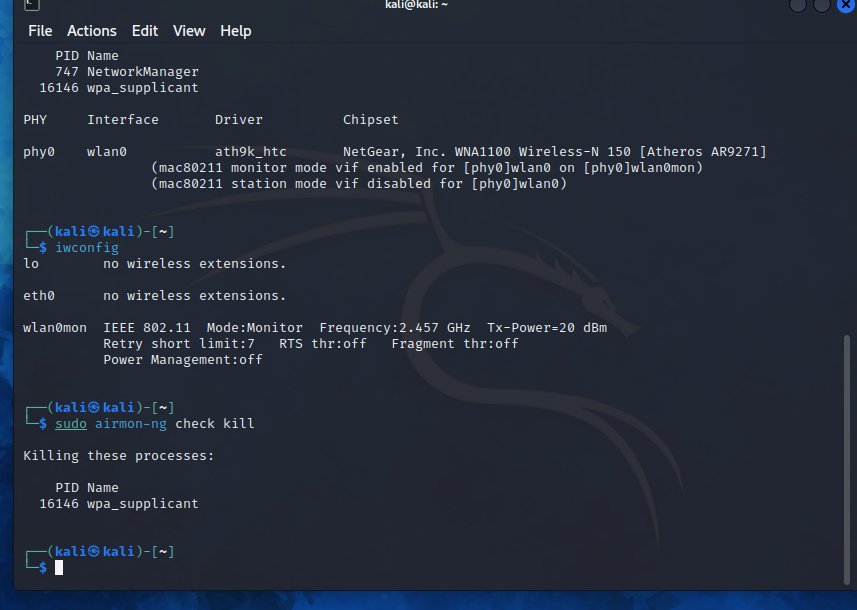 kali@kali: ~
File Actions Edit View Help
PID Name
747 NetworkManager
16146 wpa_supplicant
PHY Interface Driver Chipset
phy0 wlan0 ath9k_htc NetGear, Inc. WNA1100 Wireless-N 150 [Atheros AR9271]
(mac80211 monitor mode vif enabled for [phy0]wlan0 on [phy0]wlan0mon)
(mac80211 station mode vif disabled for [phy0]wlan0)
┌──(kali㉿kali)-[~]
└─$ iwconfig
lo no wireless extensions.
eth0 no wireless extensions.
wlan0mon IEEE 802.11 Mode:Monitor Frequency:2.457 GHz Tx-Power=20 dBm
Retry short limit:7 RTS thr:off Fragment thr:off
Power Management:off
┌──(kali㉿kali)-[~]
└─$ sudo airmon-ng check kill
Killing these processes:
PID Name
16146 wpa_supplicant
┌──(kali㉿kali)-[~]
└─$